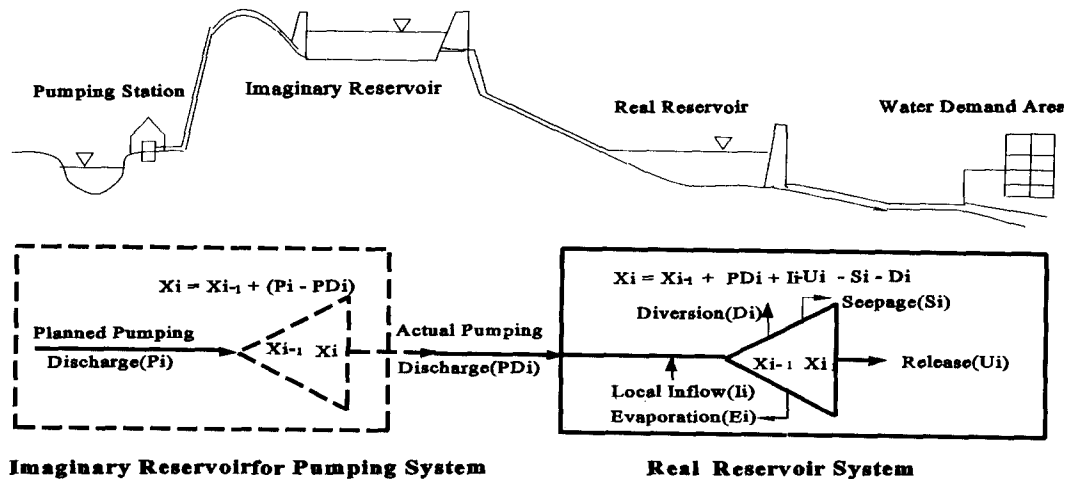 Pumping Station
Imaginary Reservoir
Real Reservoir
Water Demand Area
Xi = Xi-1 + (Pi - PDi)
Planned Pumping
Discharge(Pi)
Xi-1 Xi
Actual Pumping
Discharge(PDi)
Xi = Xi-1 + PDi + Ii-Ui - Si - Di
Diversion(Di)
Seepage(Si)
Xi-1 Xi
Release(Ui)
Local Inflow(Ii)
Evaporation(Ei)
Imaginary Reservoirfor Pumping System
Real Reservoir System